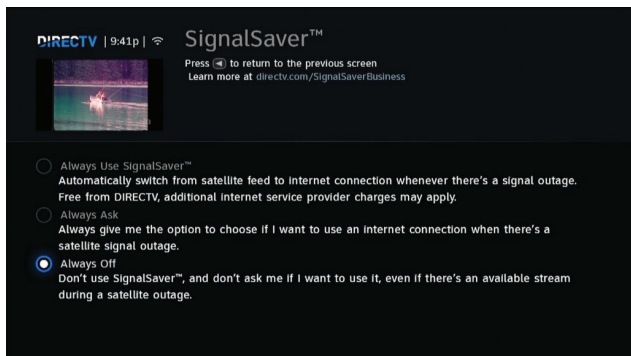 DIRECTV | 9:41p |
SignalSaver™
Press ◄ to return to the previous screen
Learn more at directv.com/SignalSaverBusiness
Always Use SignalSaver™
Automatically switch from satellite feed to internet connection whenever there's a signal outage.
Free from DIRECTV, additional internet service provider charges may apply.
Always Ask
Always give me the option to choose if I want to use an internet connection when there's a
satellite signal outage.
Always Off
Don't use SignalSaver™, and don't ask me if I want to use it, even if there's an available stream
during a satellite outage.